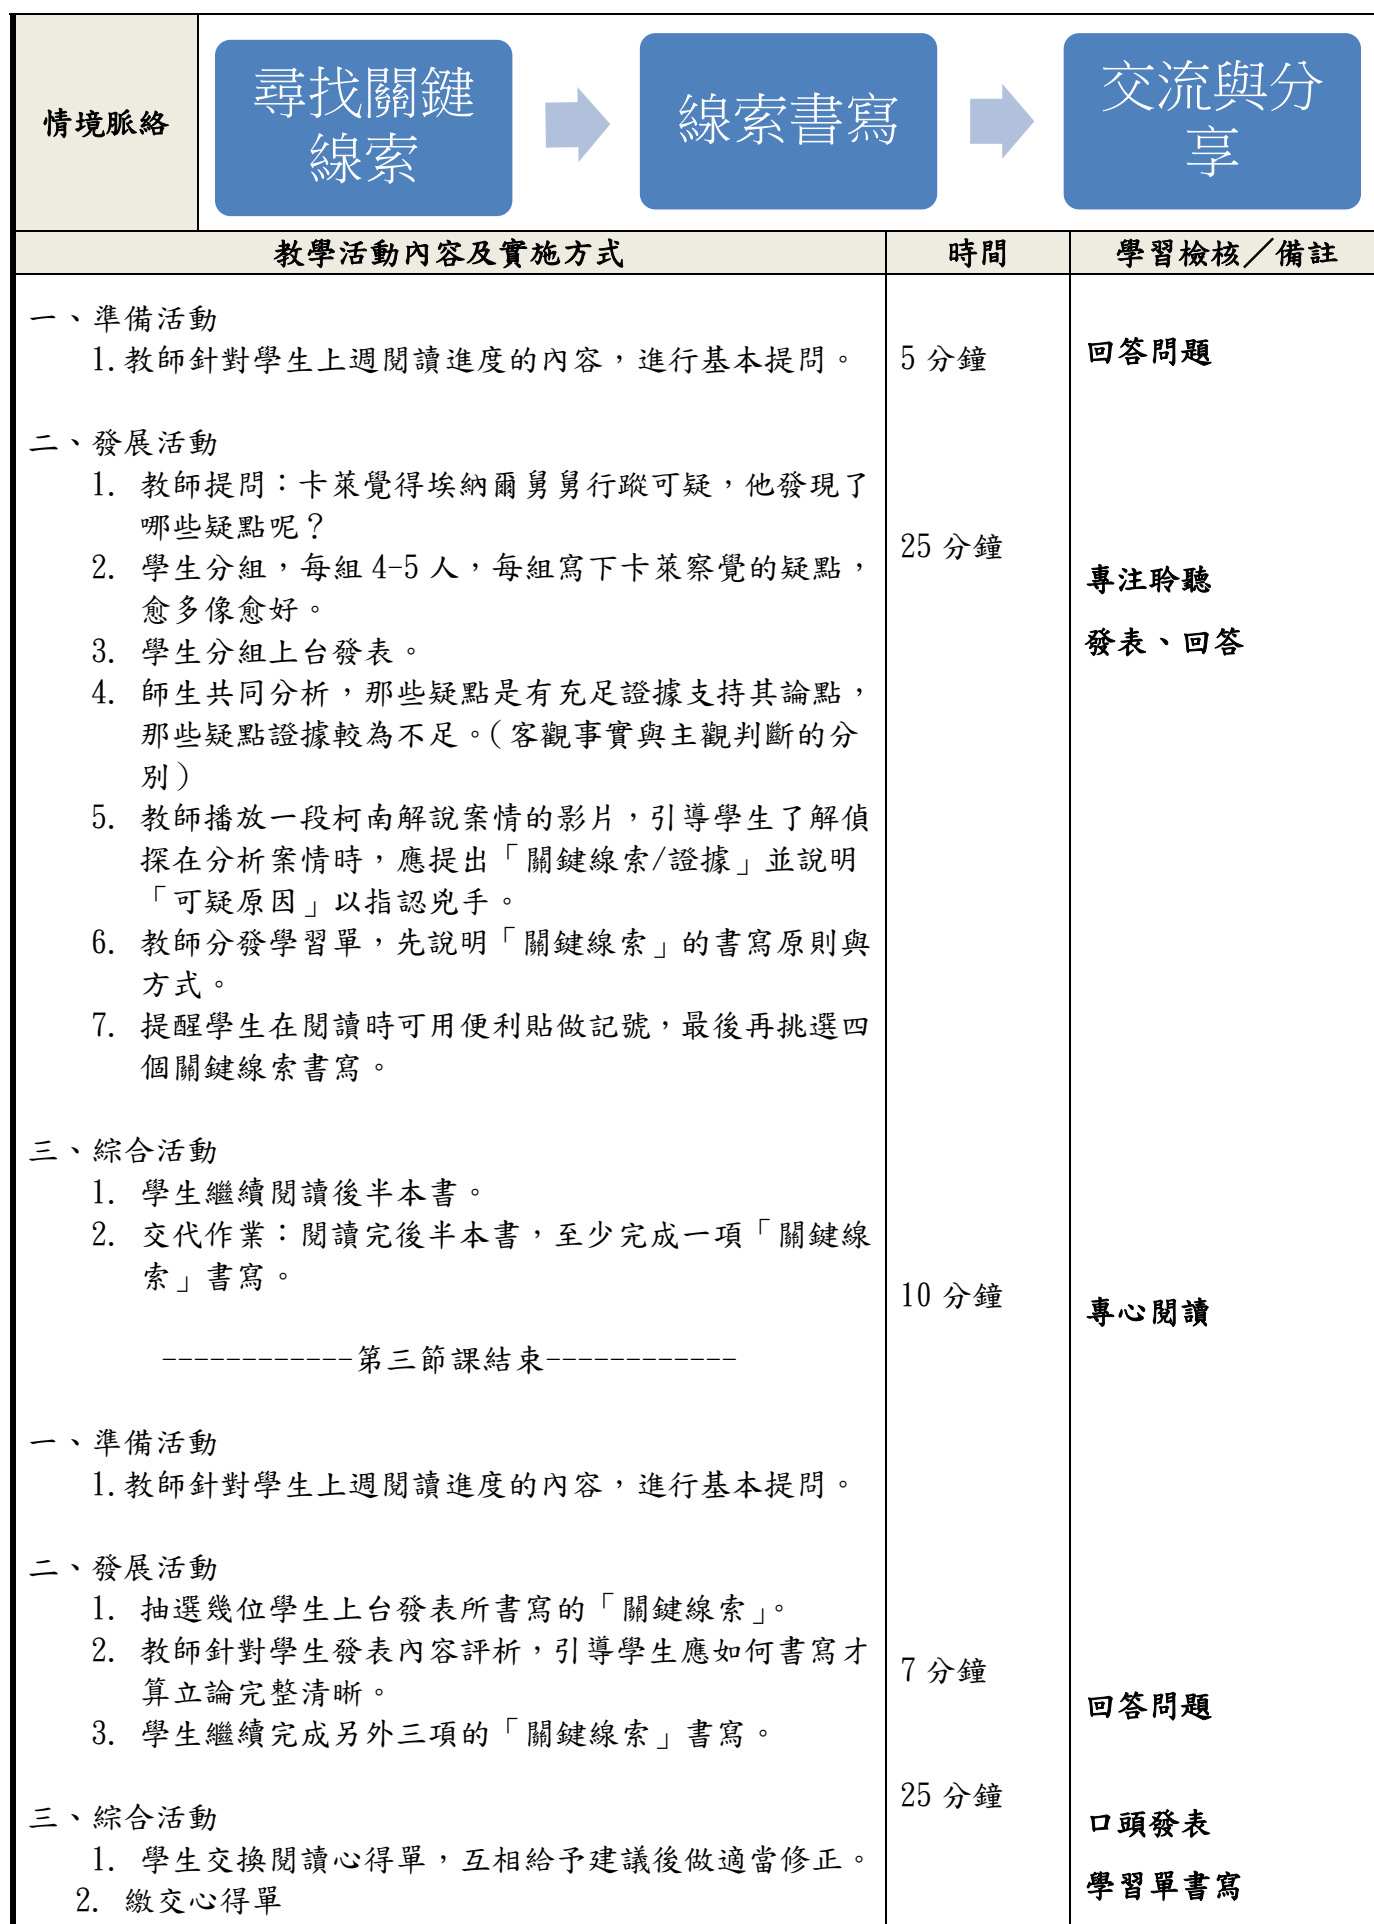 情境脈絡
尋找關鍵
線索
線索書寫
交流與分
享
教學活動內容及實施方式
時間
學習檢核／備註
一、準備活動
1.教師針對學生上週閱讀進度的內容，進行基本提問。
5 分鐘
回答問題
二、發展活動
1. 教師提問：卡萊覺得埃納爾舅舅行蹤可疑，他發現了
哪些疑點呢？
25 分鐘
2. 學生分組，每組 4-5 人，每組寫下卡萊察覺的疑點，
愈多像愈好。
專注聆聽
3. 學生分組上台發表。
發表、回答
4. 師生共同分析，那些疑點是有充足證據支持其論點，
那些疑點證據較為不足。（客觀事實與主觀判斷的分
別）
5. 教師播放一段柯南解說案情的影片，引導學生了解偵
探在分析案情時，應提出「關鍵線索/證據」並說明
「可疑原因」以指認兇手。
6. 教師分發學習單，先說明「關鍵線索」的書寫原則與
方式。
7. 提醒學生在閱讀時可用便利貼做記號，最後再挑選四
個關鍵線索書寫。
三、綜合活動
1. 學生繼續閱讀後半本書。
2. 交代作業：閱讀完後半本書，至少完成一項「關鍵線
索」書寫。
10 分鐘
專心閱讀
------------第三節課結束------------
一、準備活動
1.教師針對學生上週閱讀進度的內容，進行基本提問。
二、發展活動
1. 抽選幾位學生上台發表所書寫的「關鍵線索」。
2. 教師針對學生發表內容評析，引導學生應如何書寫才
算立論完整清晰。
7 分鐘
回答問題
3. 學生繼續完成另外三項的「關鍵線索」書寫。
25 分鐘
三、綜合活動
口頭發表
1. 學生交換閱讀心得單，互相給予建議後做適當修正。
學習單書寫
2. 繳交心得單